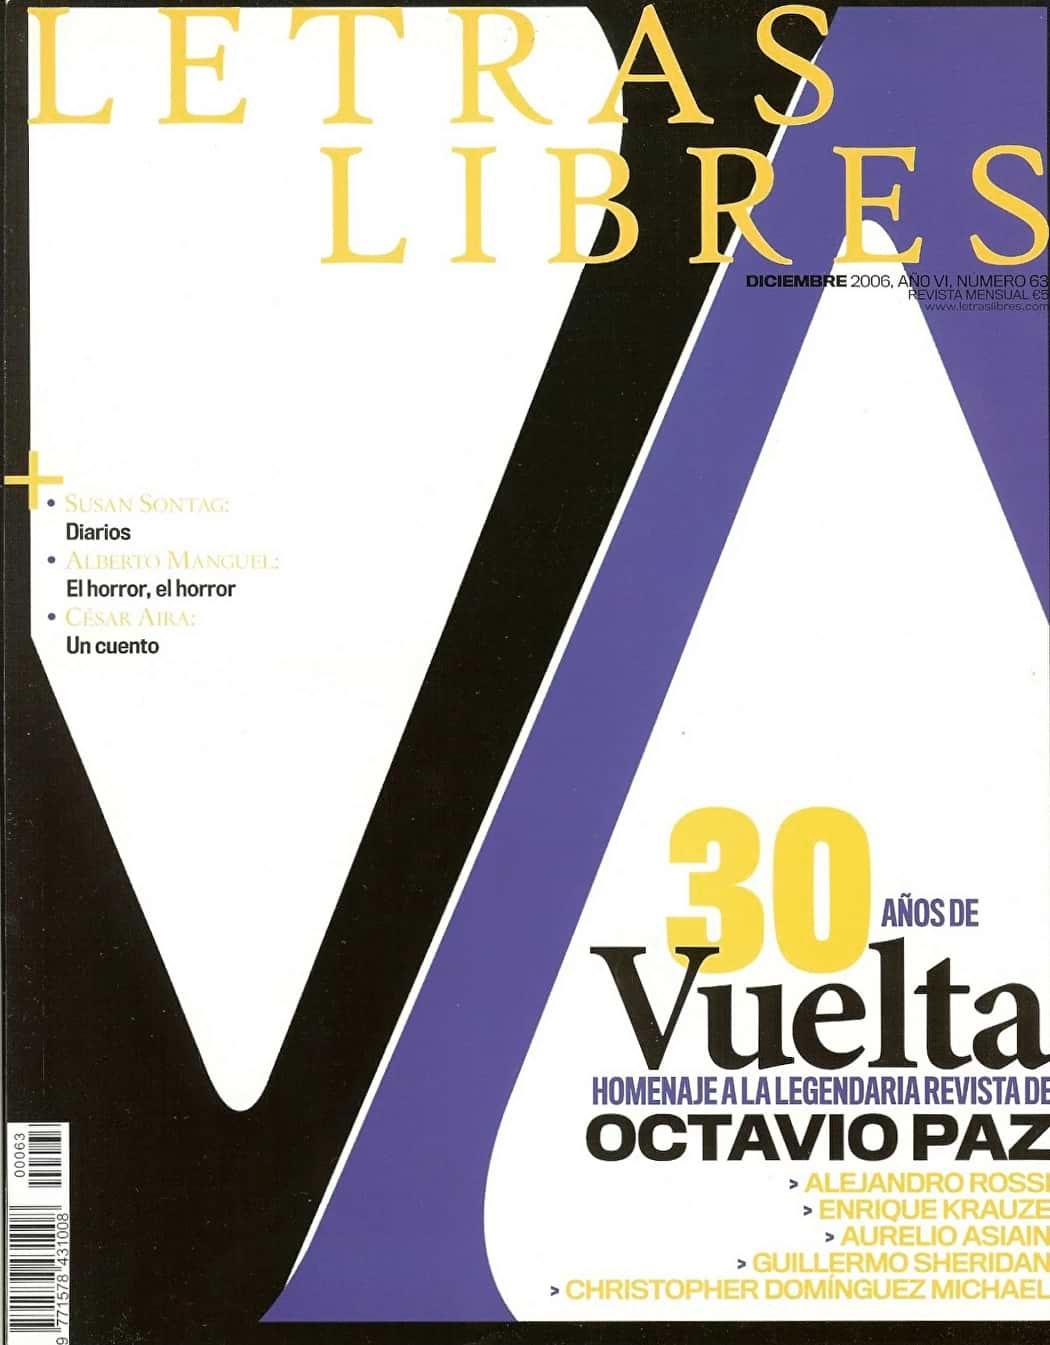 LETRAS
LIBRES
DICIEMBRE 2006, AÑO VI, NÚMERO 63
REVISTA MENSUAL €5
www.letraslibres.com
+
• SUSAN SONTAG:
Diarios
• ALBERTO MANGUEL:
El horror, el horror
• CÉSAR AIRA:
Un cuento
30 AÑOS DE
Vuelta
HOMENAJE A LA LEGENDARIA REVISTA DE
OCTAVIO PAZ
> ALEJANDRO ROSSI
> ENRIQUE KRAUZE
> AURELIO ASIAIN
> GUILLERMO SHERIDAN
> CHRISTOPHER DOMÍNGUEZ MICHAEL
00063
9 771578 431008